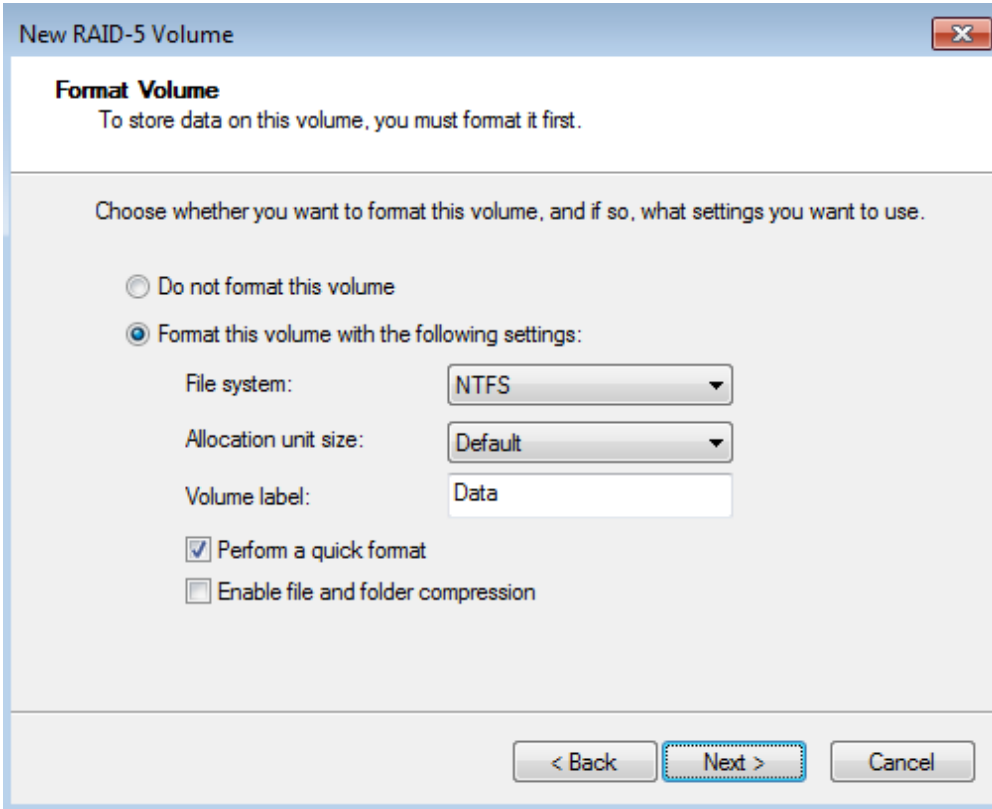 New RAID-5 Volume
Format Volume
To store data on this volume, you must format it first.
Choose whether you want to format this volume, and if so, what settings you want to use.
Do not format this volume
Format this volume with the following settings:
File system: NTFS
Allocation unit size: Default
Volume label: Data
Perform a quick format
Enable file and folder compression
< Back Next > Cancel